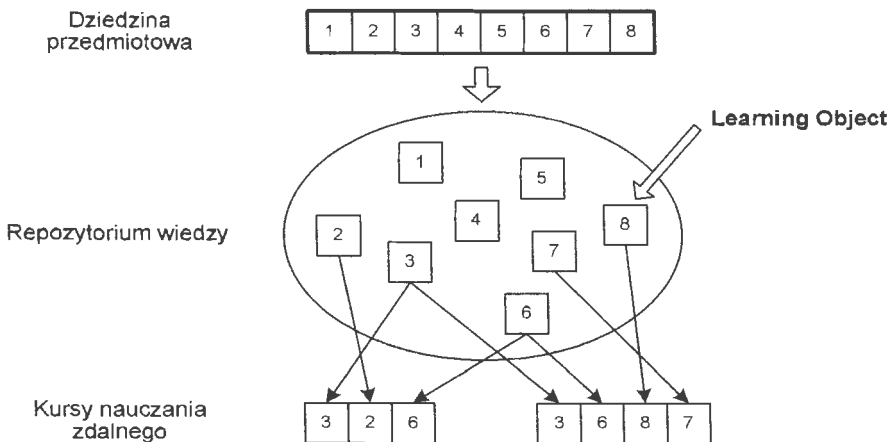 Dziedzina
przedmiotowa
1 2 3 4 5 6 7 8
Learning Object
1
5
4
8
2
Repozytorium wiedzy
7
3
6
Kursy nauczania
zdalnego
3 2 6
3 6 8 7